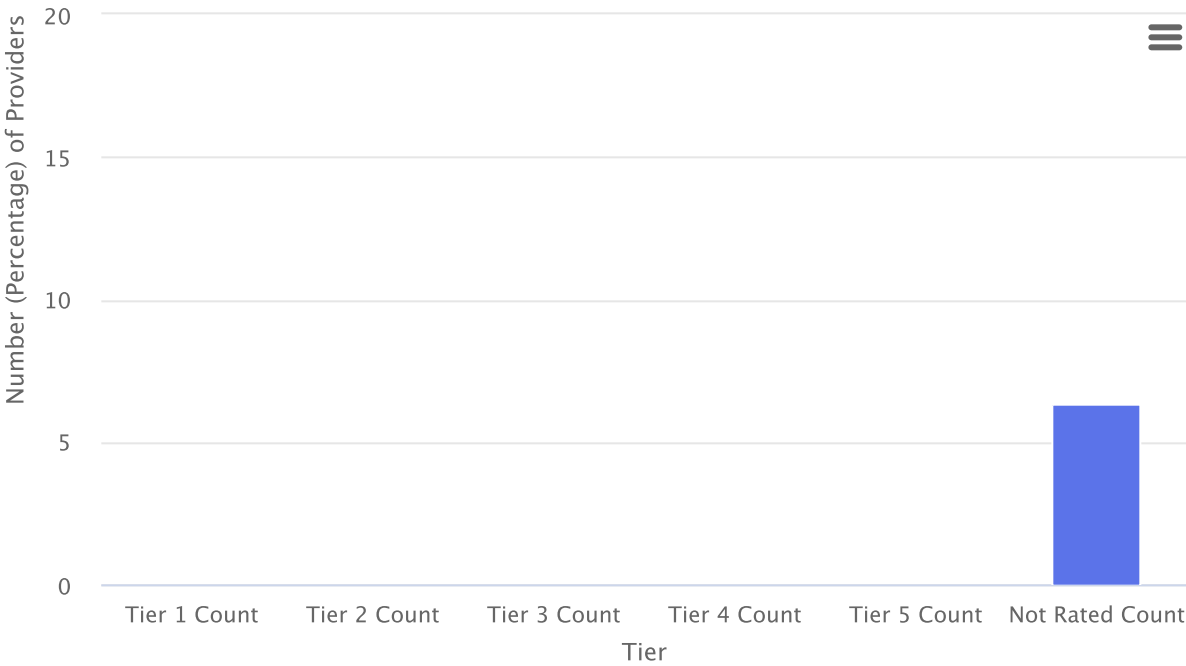 Number (Percentage) of Providers
20
15
10
5
0
Tier 1 Count
Tier 2 Count
Tier 3 Count
Tier 4 Count
Tier 5 Count
Not Rated Count
Tier